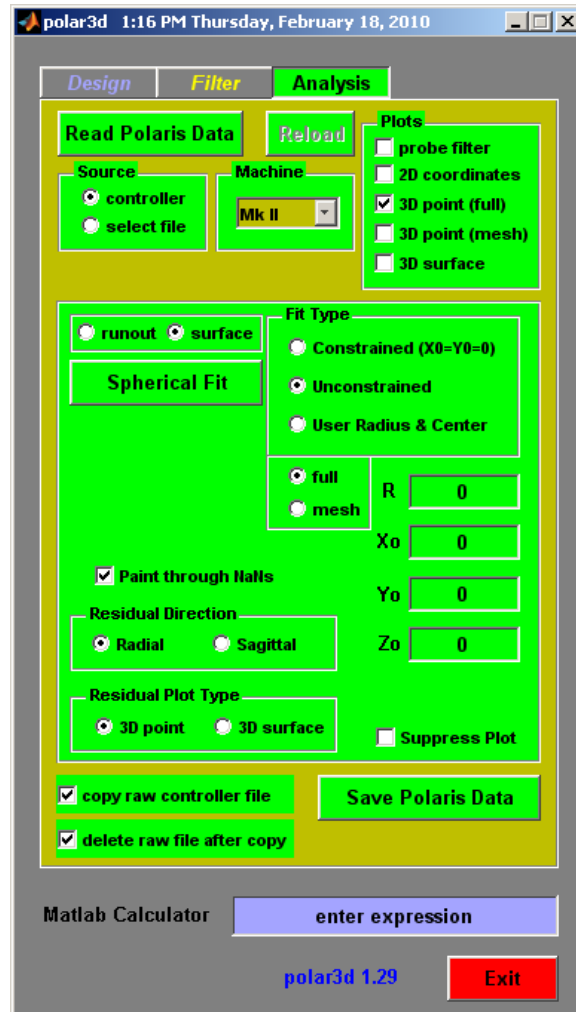 polar3d 1:16 PM Thursday, February 18, 2010
Design Filter Analysis
Read Polaris Data Reload
Plots
probe filter
2D coordinates
3D point (full)
3D point (mesh)
3D surface
Source
controller
select file
Machine
Mk II
runout surface
Spherical Fit
Fit Type
Constrained (X0=Y0=0)
Unconstrained
User Radius & Center
full
mesh
R 0
Xo 0
Yo 0
Zo 0
Paint through NaNs
Residual Direction
Radial Sagittal
Residual Plot Type
3D point 3D surface
Suppress Plot
copy raw controller file
delete raw file after copy
Save Polaris Data
Matlab Calculator enter expression
polar3d 1.29 Exit